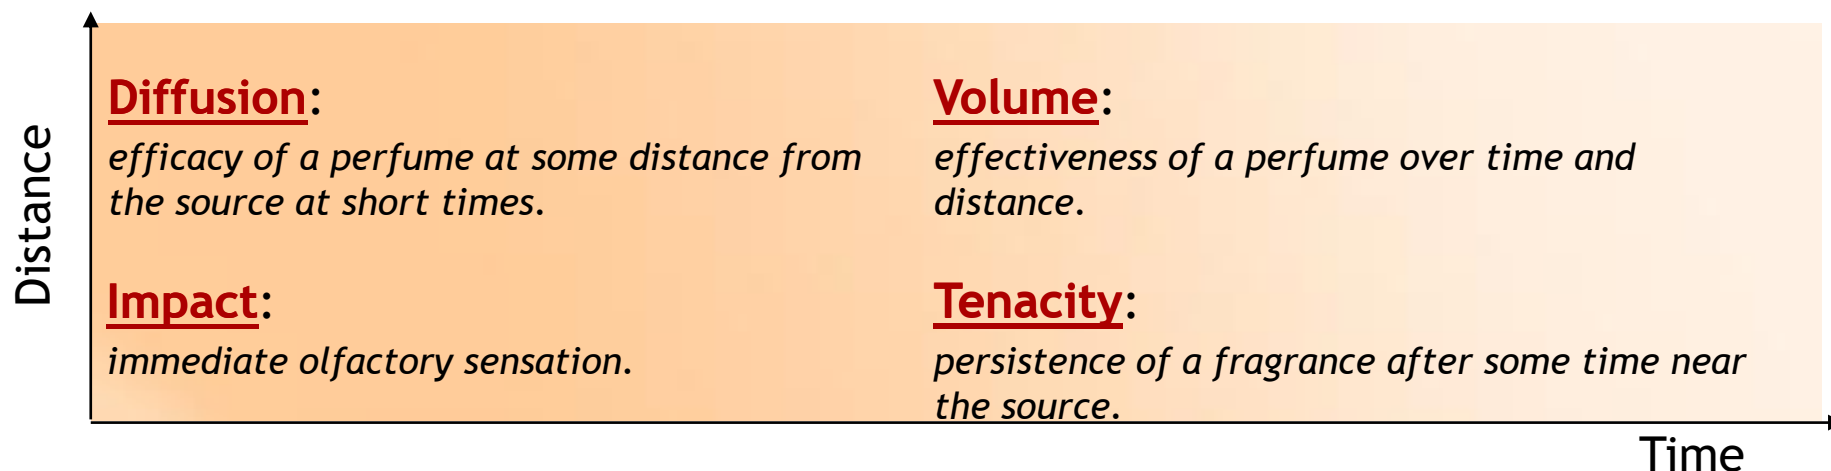 Distance
Diffusion:
efficacy of a perfume at some distance from
the source at short times.
Volume:
effectiveness of a perfume over time and
distance.
Impact:
immediate olfactory sensation.
Tenacity:
persistence of a fragrance after some time near
the source.
Time